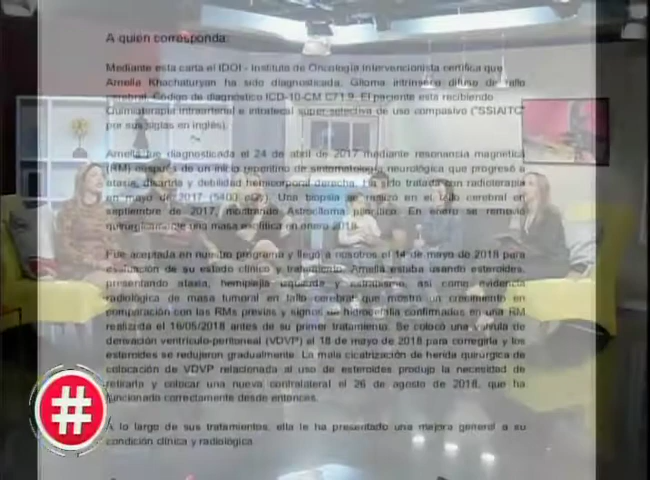 A quien corresponda:
Mediante esta carta el IDOI - Instituto de Oncología Intervencionista certifica que
Amelia Khachaturyan ha sido diagnosticada: Glioma intrínseco difuso de tallo
cerebral. Código de diagnóstico ICD-10-CM C71.9. El paciente está recibiendo
Quimioterapia intraarterial e intratecal super-selectiva de uso compasivo ("SSIAITC"
por sus siglas en inglés).
Amelia fue diagnosticada el 24 de abril de 2017 mediante resonancia magnética
(RM) después de un inicio repentino de sintomatología neurológica que progresó a
ataxia, disartria y debilidad hemicorporal derecha. Ha sido tratada con radioterapia
en mayo de 2017 (5400 Una biopsia en tallo cerebral en
septiembre de 2017, mostrando Astrocitoma En enero se removió
quirúrgicamente una masa exofítica en enero 2018.
Fue aceptada en nuestro programa y llegó a nosotros el 14 de mayo de 2018 para
evaluación de su estado clínico y tratamiento. Amelia estaba usando esteroides,
presentando ataxia, hemiplejia izquierda y estrabismo así como evidencia
radiológica de masa tumoral en tallo cerebral que mostró un crecimiento en
comparación con las RMs previas y signos de hidrocefalia confirmados en una RM
realizada el 16/05/2018 antes de su primer tratamiento. Se colocó una válvula de
derivación ventrículo-peritoneal (VDVP) el 18 de mayo de 2018 para corregirla y los
esteroides se redujeron gradualmente. La mala cicatrización de herida quirúrgica de
colocación de VDVP relacionada al uso de esteroides produjo la necesidad de
retirarla y colocar una nueva contralateral el 26 de agosto de 2018, que ha
funcionado correctamente desde entonces.
A lo largo de sus tratamientos, ella le ha presentado una mejora general a su
condición clínica y radiológica
#